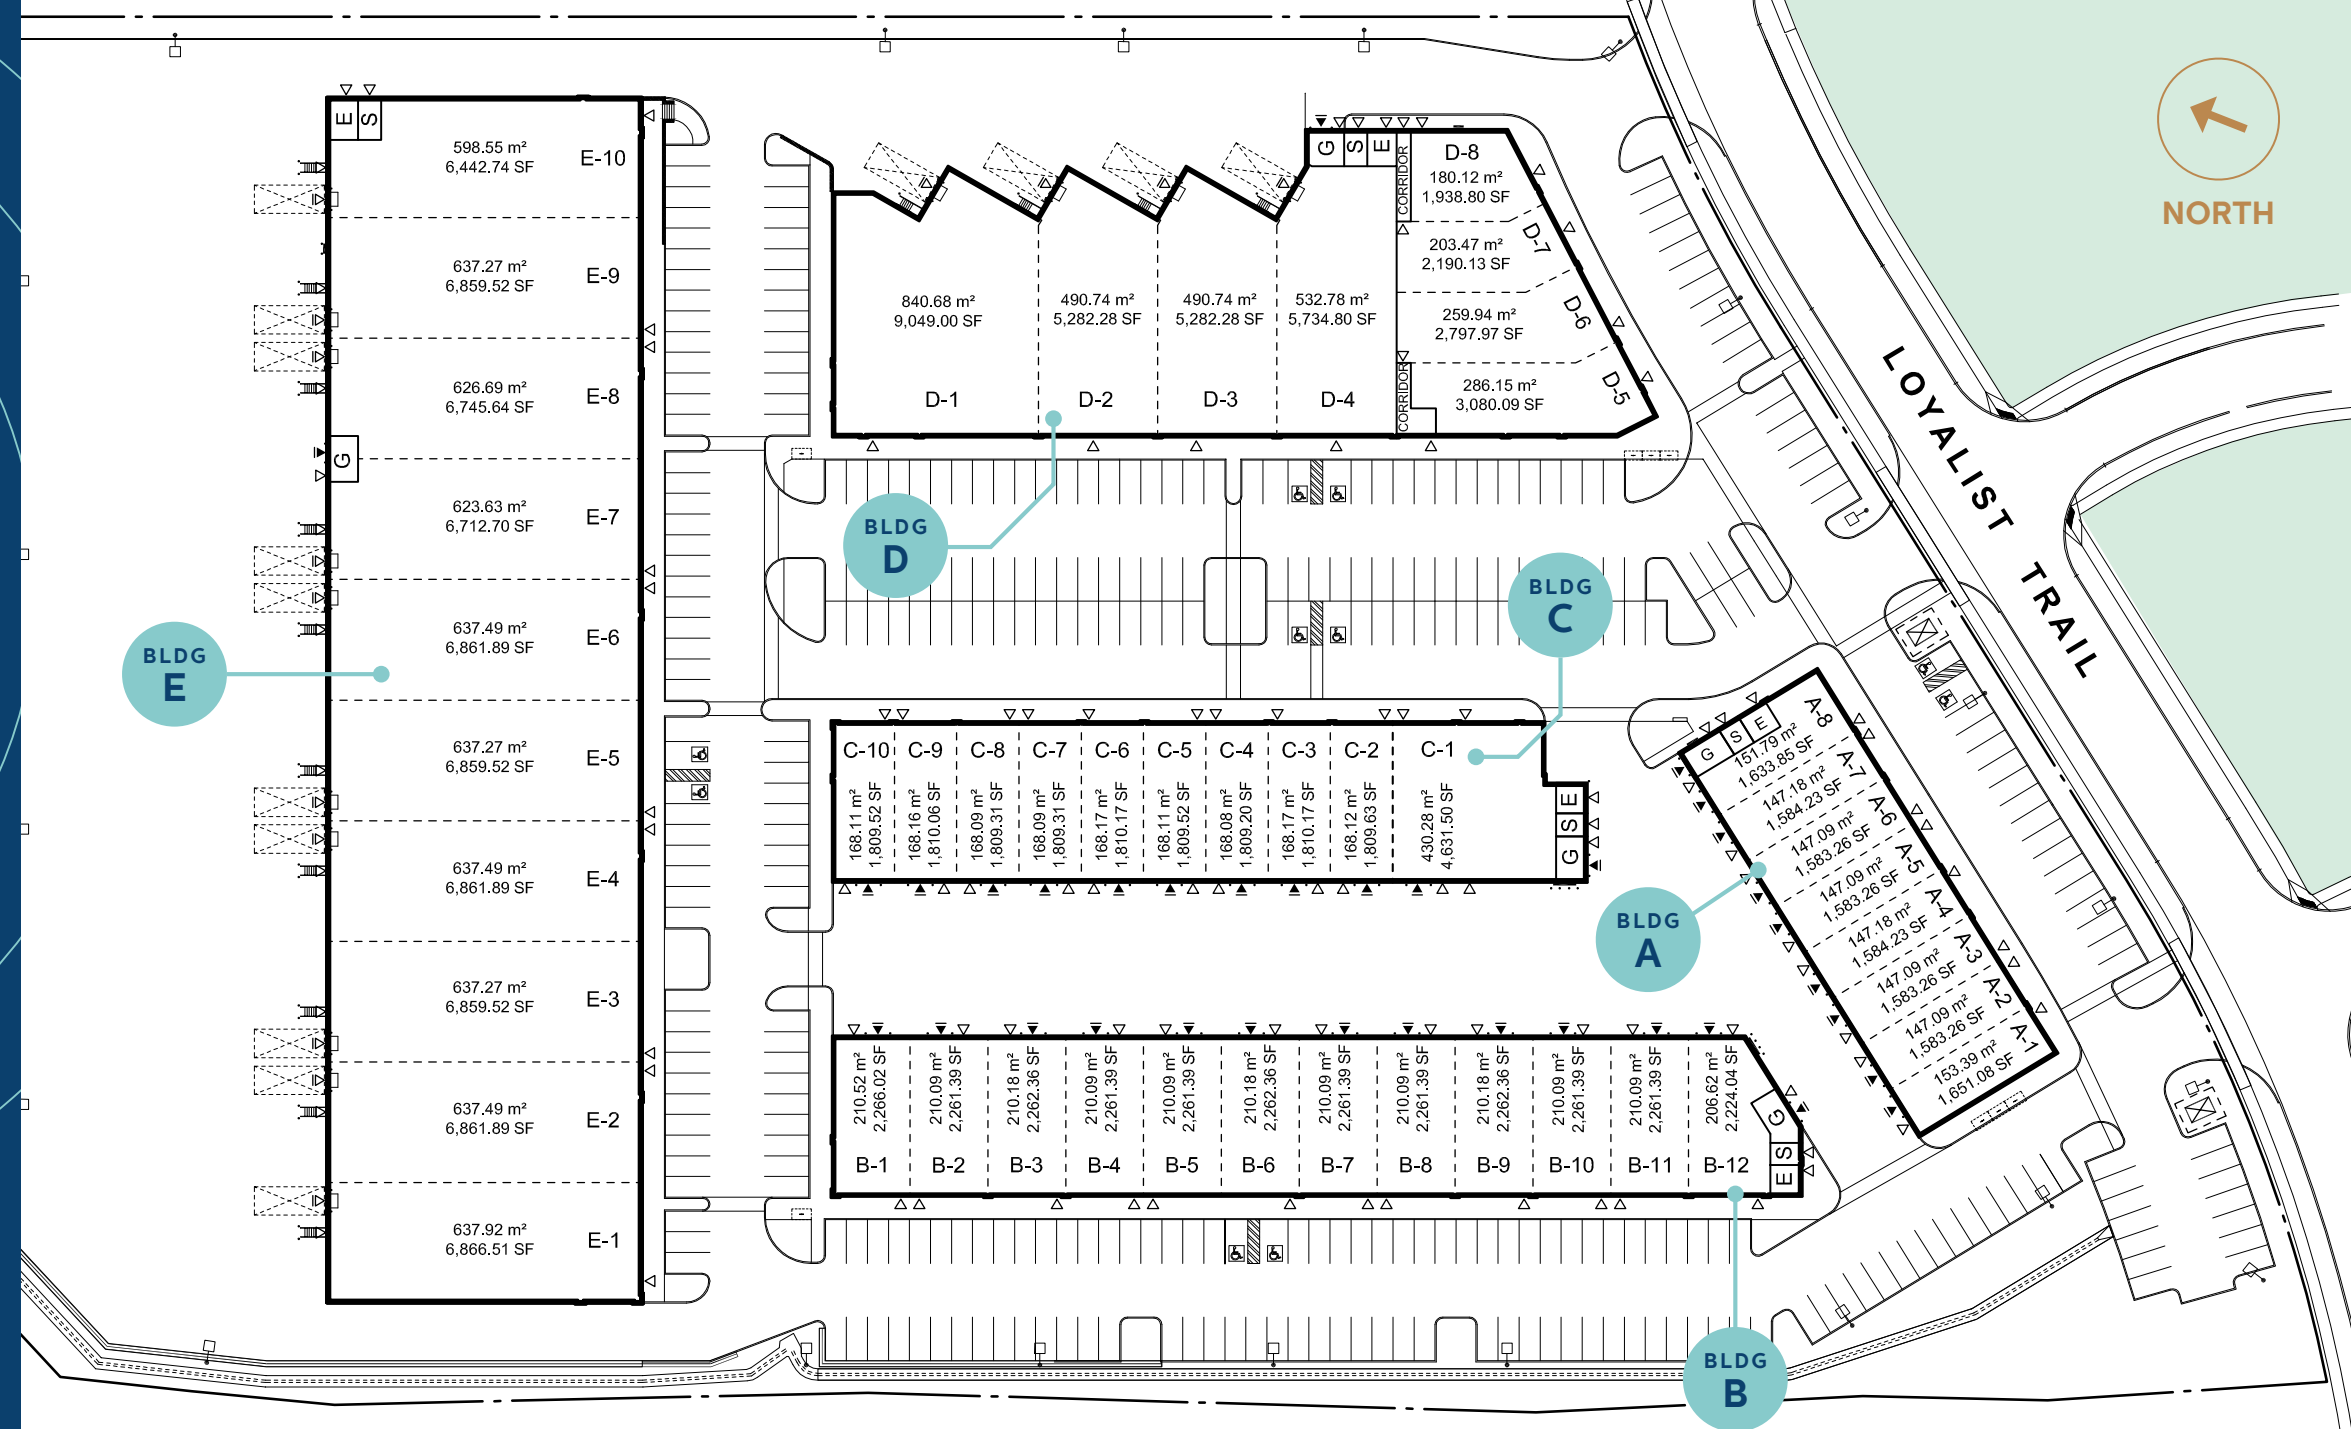 NORTH
LOYALIST TRAIL
E
S
598.55 m²
6,442.74 SF
E-10
637.27 m²
6,859.52 SF
E-9
626.69 m²
6,745.64 SF
E-8
G
623.63 m²
6,712.70 SF
E-7
637.49 m²
6,861.89 SF
E-6
BLDG
E
637.27 m²
6,859.52 SF
E-5
637.49 m²
6,861.89 SF
E-4
637.27 m²
6,859.52 SF
E-3
637.49 m²
6,861.89 SF
E-2
637.92 m²
6,866.51 SF
E-1
840.68 m²
9,049.00 SF
D-1
490.74 m²
5,282.28 SF
D-2
490.74 m²
5,282.28 SF
D-3
532.78 m²
5,734.80 SF
D-4
G
S
E
CORRIDOR
D-8
180.12 m²
1,938.80 SF
D-7
203.47 m²
2,190.13 SF
D-6
259.94 m²
2,797.97 SF
D-5
286.15 m²
3,080.09 SF
CORRIDOR
BLDG
D
BLDG
C
C-10
168.11 m²
1,809.52 SF
C-9
168.16 m²
1,810.06 SF
C-8
168.09 m²
1,809.31 SF
C-7
168.09 m²
1,809.31 SF
C-6
168.17 m²
1,810.17 SF
C-5
168.11 m²
1,809.52 SF
C-4
168.08 m²
1,809.20 SF
C-3
168.17 m²
1,810.17 SF
C-2
168.12 m²
1,809.63 SF
C-1
430.28 m²
4,631.50 SF
G
S
E
BLDG
A
G
S
E
A-8
151.79 m²
1,633.85 SF
A-7
147.18 m²
1,584.23 SF
A-6
147.09 m²
1,583.26 SF
A-5
147.09 m²
1,583.26 SF
A-4
147.18 m²
1,584.23 SF
A-3
147.09 m²
1,583.26 SF
A-2
147.09 m²
1,583.26 SF
A-1
153.39 m²
1,651.08 SF
210.52 m²
2,266.02 SF
B-1
210.09 m²
2,261.39 SF
B-2
210.18 m²
2,262.36 SF
B-3
210.09 m²
2,261.39 SF
B-4
210.09 m²
2,261.39 SF
B-5
210.18 m²
2,262.36 SF
B-6
210.09 m²
2,261.39 SF
B-7
210.09 m²
2,261.39 SF
B-8
210.18 m²
2,262.36 SF
B-9
210.09 m²
2,261.39 SF
B-10
210.09 m²
2,261.39 SF
B-11
206.62 m²
2,224.04 SF
B-12
G
S
E
BLDG
B